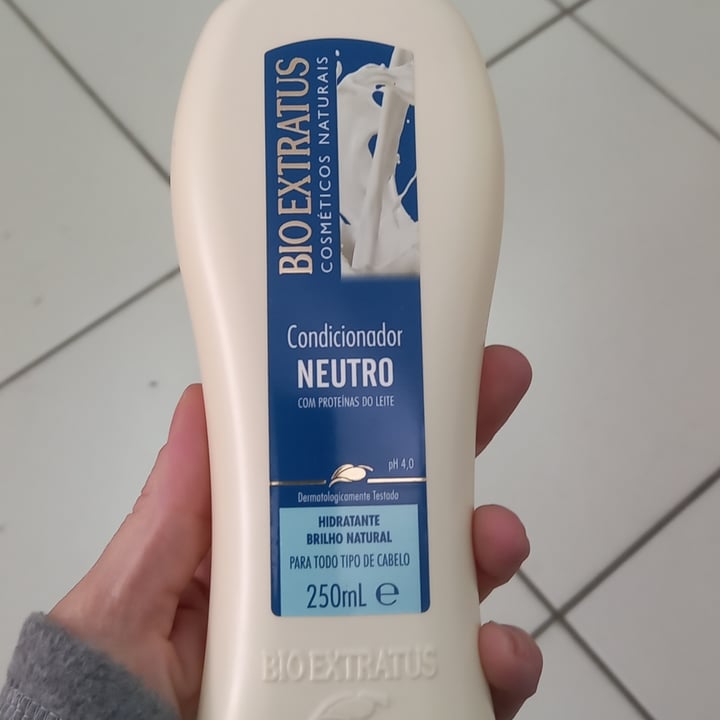 BIO EXTRATUS
COSMÉTICOS NATURAIS
Condicionador
NEUTRO
COM PROTEÍNAS DO LEITE
pH 4,0
Dermatologicamente Testado
HIDRATANTE
BRILHO NATURAL
PARA TODO TIPO DE CABELO
250mL ℮
BIO EXTRATUS